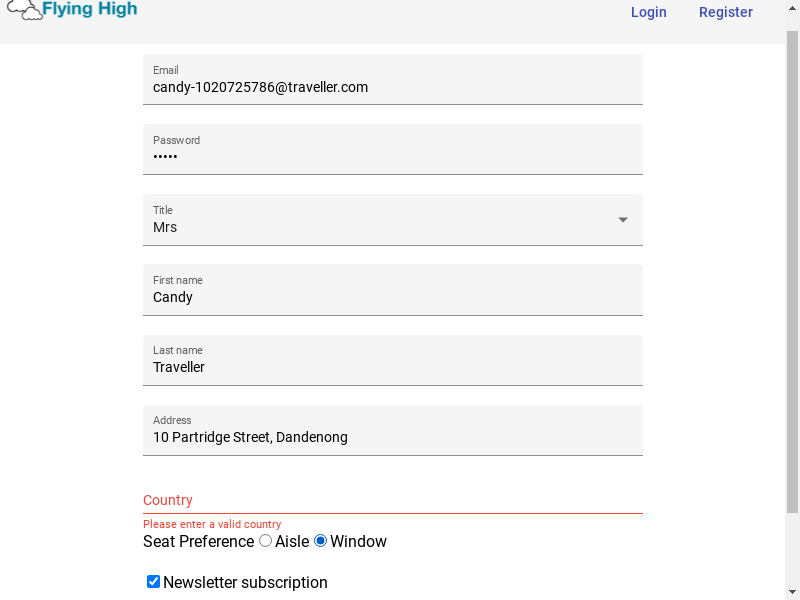 Flying High
Login Register
Email
candy-1020725786@traveller.com
Password
•••••
Title
Mrs
First name
Candy
Last name
Traveller
Address
10 Partridge Street, Dandenong
Country
Please enter a valid country
Seat Preference Aisle Window
Newsletter subscription